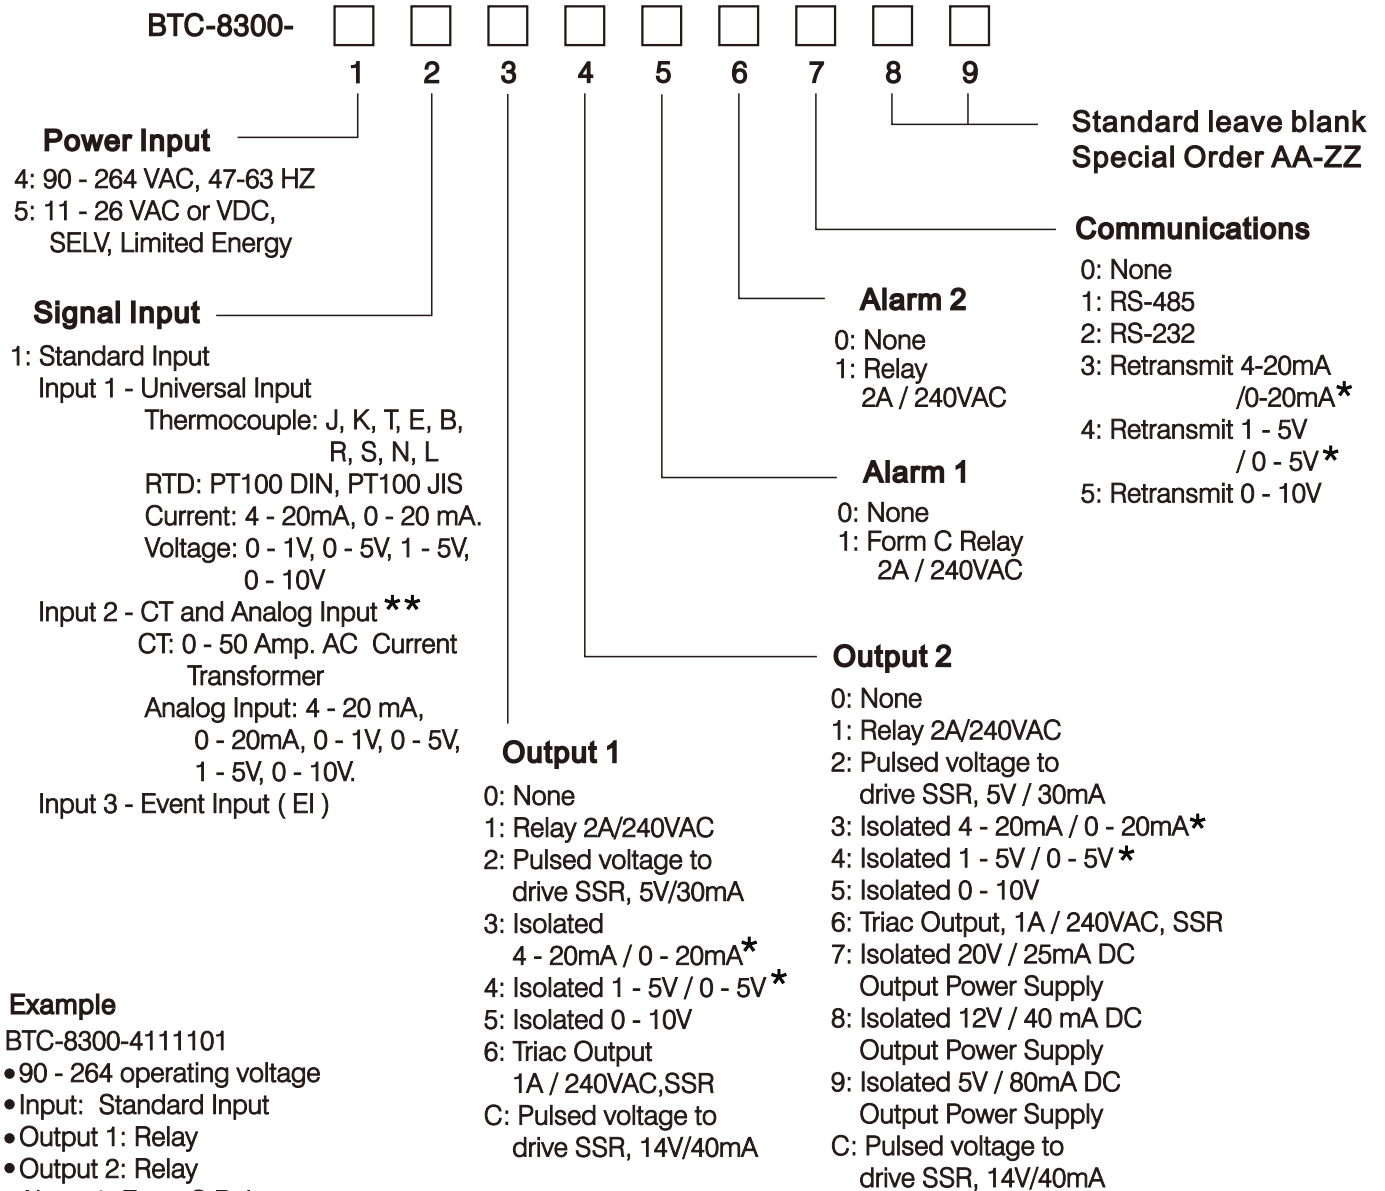 BTC-8300-
1 2 3 4 5 6 7 8 9
Standard leave blank
Special Order AA-ZZ
Power Input
4: 90 - 264 VAC, 47-63 HZ
5: 11 - 26 VAC or VDC,
SELV, Limited Energy
Signal Input
1: Standard Input
Input 1 - Universal Input
Thermocouple: J, K, T, E, B,
R, S, N, L
RTD: PT100 DIN, PT100 JIS
Current: 4 - 20mA, 0 - 20 mA.
Voltage: 0 - 1V, 0 - 5V, 1 - 5V,
0 - 10V
Input 2 - CT and Analog Input **
CT: 0 - 50 Amp. AC Current
Transformer
Analog Input: 4 - 20 mA,
0 - 20mA, 0 - 1V, 0 - 5V,
1 - 5V, 0 - 10V.
Input 3 - Event Input ( EI )
Output 1
0: None
1: Relay 2A/240VAC
2: Pulsed voltage to
drive SSR, 5V/30mA
3: Isolated
4 - 20mA / 0 - 20mA*
4: Isolated 1 - 5V / 0 - 5V *
5: Isolated 0 - 10V
6: Triac Output
1A / 240VAC,SSR
C: Pulsed voltage to
drive SSR, 14V/40mA
Output 2
0: None
1: Relay 2A/240VAC
2: Pulsed voltage to
drive SSR, 5V / 30mA
3: Isolated 4 - 20mA / 0 - 20mA*
4: Isolated 1 - 5V / 0 - 5V *
5: Isolated 0 - 10V
6: Triac Output, 1A / 240VAC, SSR
7: Isolated 20V / 25mA DC
Output Power Supply
8: Isolated 12V / 40 mA DC
Output Power Supply
9: Isolated 5V / 80mA DC
Output Power Supply
C: Pulsed voltage to
drive SSR, 14V/40mA
Alarm 1
0: None
1: Form C Relay
2A / 240VAC
Alarm 2
0: None
1: Relay
2A / 240VAC
Communications
0: None
1: RS-485
2: RS-232
3: Retransmit 4-20mA
/0-20mA*
4: Retransmit 1 - 5V
/ 0 - 5V *
5: Retransmit 0 - 10V
Example
BTC-8300-4111101
•90 - 264 operating voltage
•Input: Standard Input
•Output 1: Relay
•Output 2: Relay